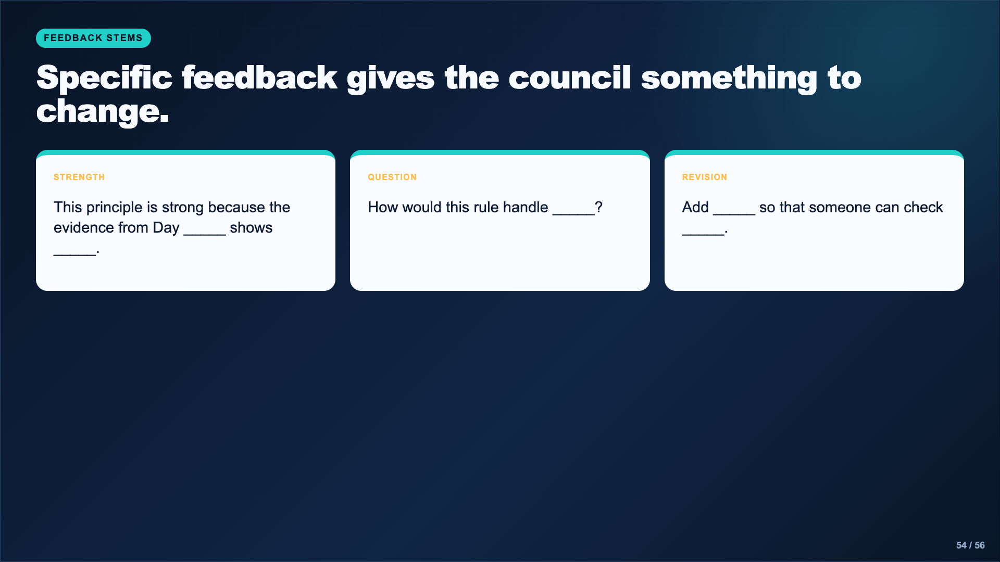 FEEDBACK STEMS
Specific feedback gives the council something to
change.
STRENGTH
This principle is strong because the
evidence from Day _____ shows
_____.
QUESTION
How would this rule handle _____?
REVISION
Add _____ so that someone can check
_____.
54 / 56